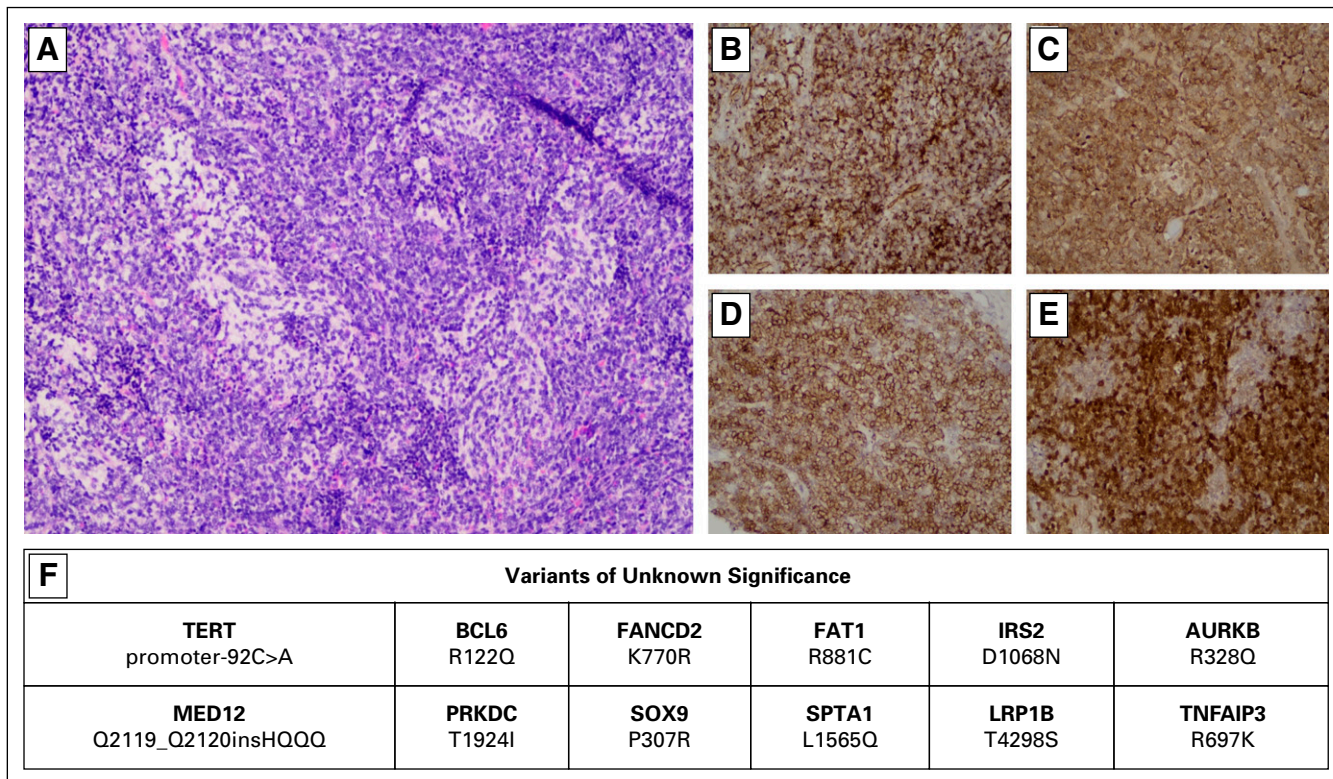 A
B
C
D
E
F
Variants of Unknown Significance
TERT BCL6 FANCD2 FAT1 IRS2 AURKB
promoter-92C>A R122Q K770R R881C D1068N R328Q
MED12 PRKDC SOX9 SPTA1 LRP1B TNFAIP3
Q2119_Q2120insHQQQ T1924I P307R L1565Q T4298S R697K